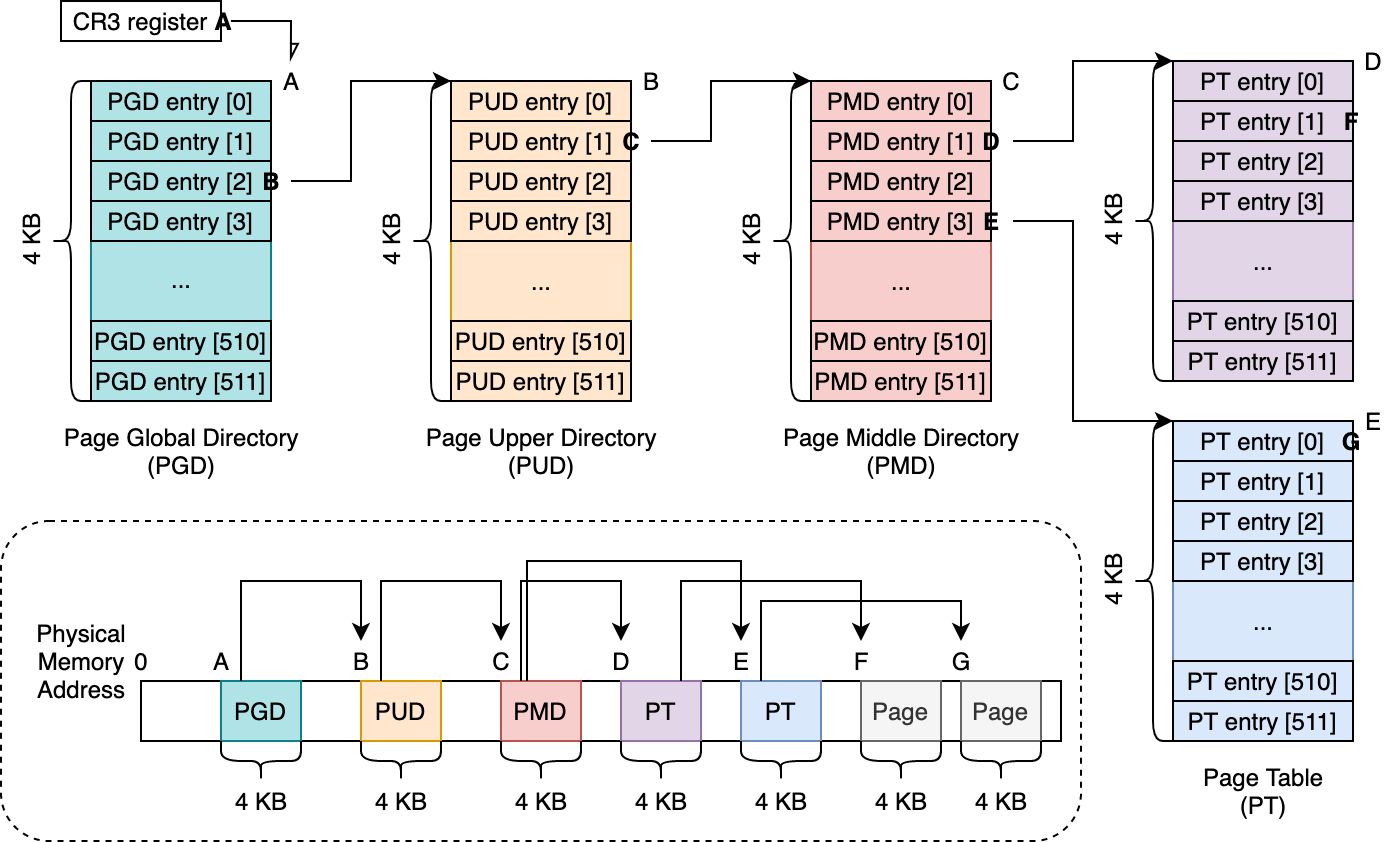 CR3 register A
A
4 KB
PGD entry [0]
PGD entry [1]
PGD entry [2] B
PGD entry [3]
...
PGD entry [510]
PGD entry [511]
Page Global Directory
(PGD)
B
4 KB
PUD entry [0]
PUD entry [1] C
PUD entry [2]
PUD entry [3]
...
PUD entry [510]
PUD entry [511]
Page Upper Directory
(PUD)
C
4 KB
PMD entry [0]
PMD entry [1] D
PMD entry [2]
PMD entry [3] E
...
PMD entry [510]
PMD entry [511]
Page Middle Directory
(PMD)
D
4 KB
PT entry [0]
PT entry [1] F
PT entry [2]
PT entry [3]
...
PT entry [510]
PT entry [511]
E
4 KB
PT entry [0] G
PT entry [1]
PT entry [2]
PT entry [3]
...
PT entry [510]
PT entry [511]
Page Table
(PT)
Physical
Memory
Address
0 A B C D E F G
PGD PUD PMD PT PT Page Page
4 KB 4 KB 4 KB 4 KB 4 KB 4 KB 4 KB